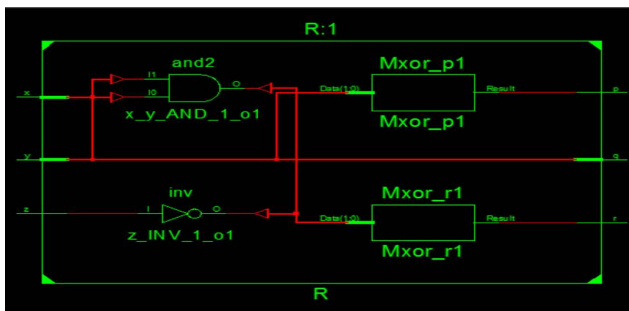 R:1
and2
Mxor_p1
I1
I0
O
Data(1:0)
Result
x
p
x_y_AND_1_o1
Mxor_p1
y
q
inv
Mxor_r1
z
I
O
Data(1:0)
Result
r
z_INV_1_o1
Mxor_r1
R